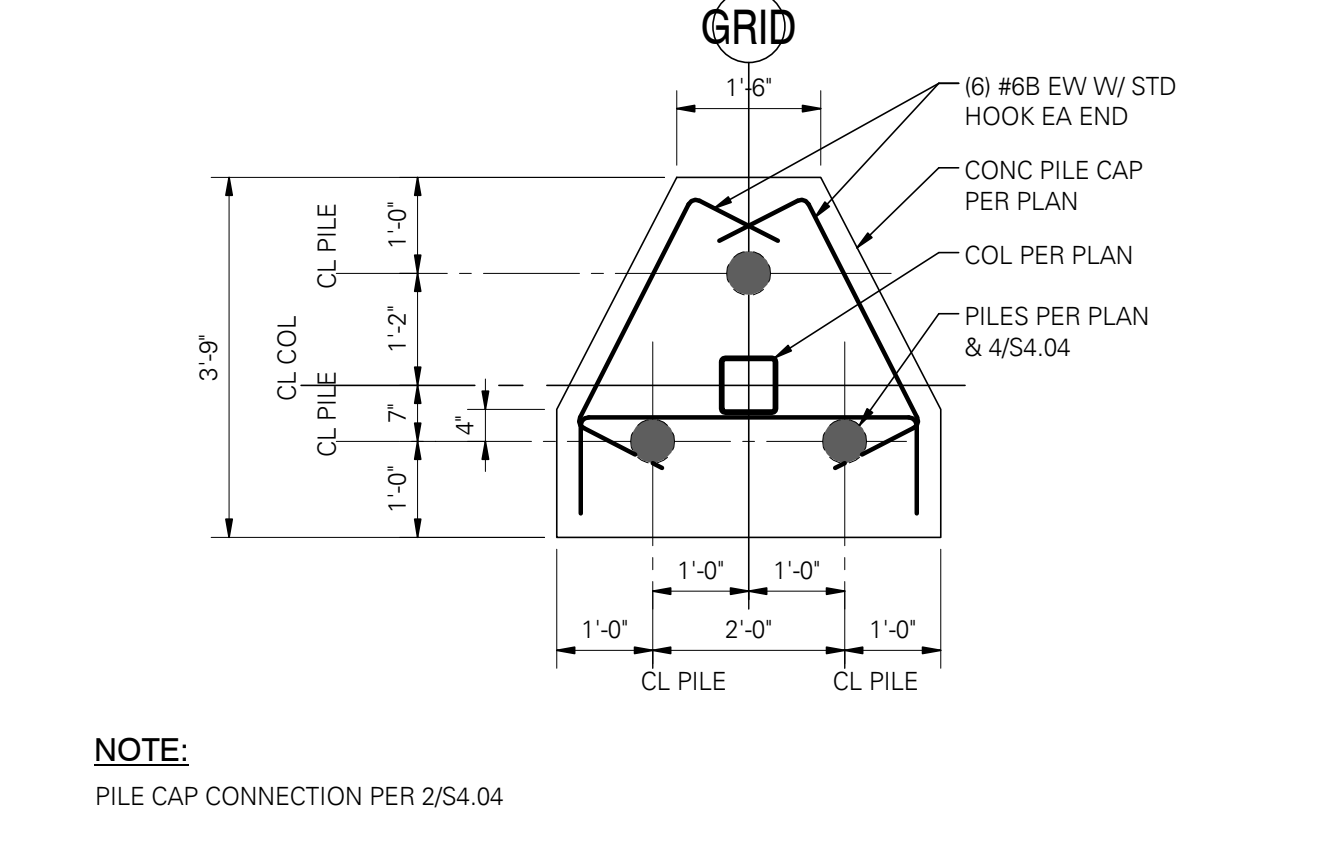 GRID
1'-6"
(6) #6B EW W/ STD
HOOK EA END
CONC PILE CAP
PER PLAN
COL PER PLAN
PILES PER PLAN
& 4/S4.04
3'-9"
CL PILE
1'-0"
1'-2"
CL COL
CL PILE
7"
4"
1'-0"
1'-0"
1'-0"
1'-0"
2'-0"
1'-0"
CL PILE
CL PILE
NOTE:
PILE CAP CONNECTION PER 2/S4.04